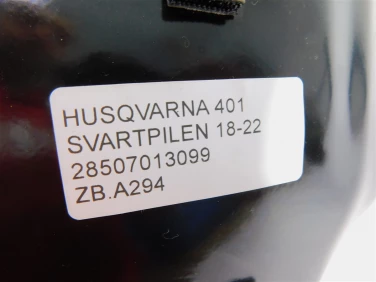 HUSQVARNA 401
SVARTPILEN 18-22
28507013099
ZB.A294